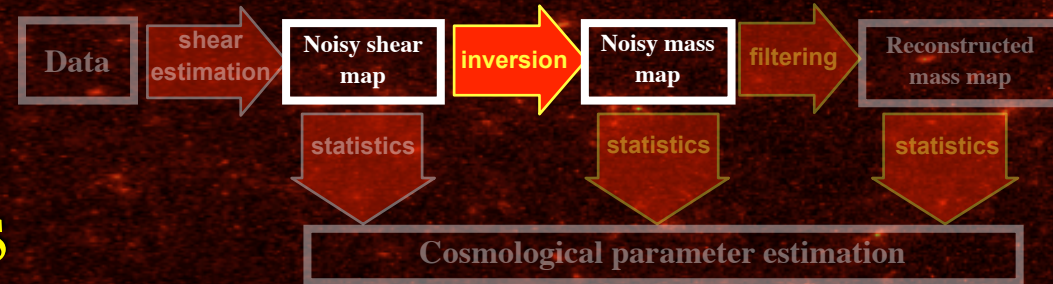 Data
shear
estimation
Noisy shear
map
inversion
Noisy mass
map
filtering
Reconstructed
mass map
statistics
statistics
statistics
s
Cosmological parameter estimation